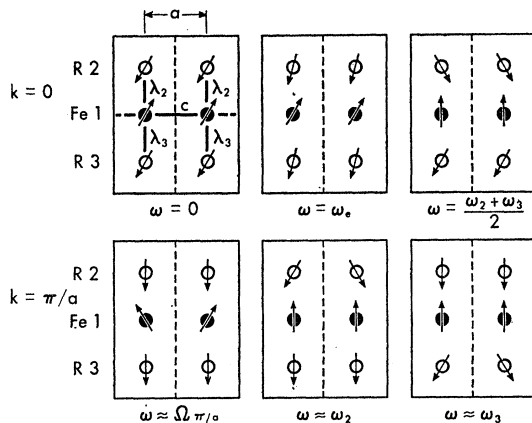 a
R 2
λ₂ λ₂
k = 0
Fe 1
c
λ₃ λ₃
R 3
ω = 0
ω = ωₑ
ω = (ω₂ + ω₃)/2
R 2
k = π/a
Fe 1
R 3
ω ≈ Ω π/a
ω ≈ ω₂
ω ≈ ω₃